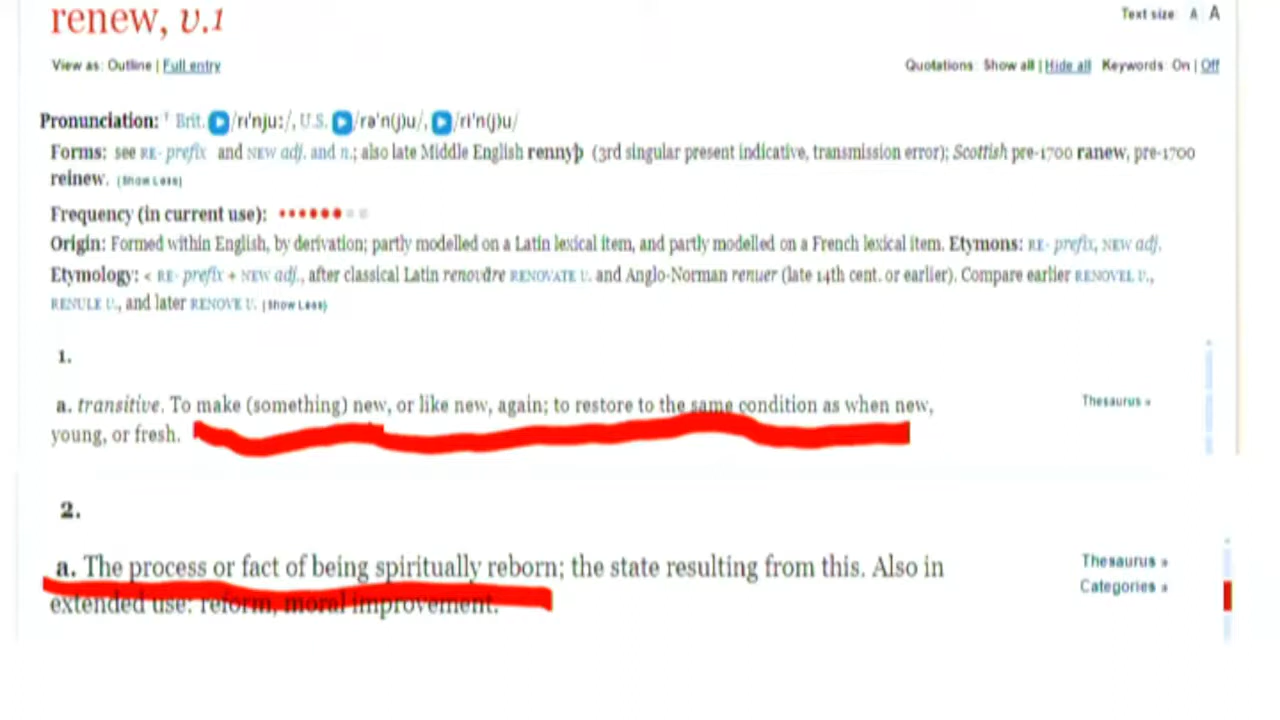 renew, v.1
Text size: A A
View as: Outline | Full entry
Quotations: Show all | Hide all Keywords: On | Off
Pronunciation: Brit. /rɪˈnjuː/, U.S. /rəˈn(j)u/, /riˈn(j)u/
Forms: see RE- prefix and NEW adj. and n.; also late Middle English rennyþ (3rd singular present indicative, transmission error); Scottish pre-1700 ranew, pre-1700
reinew. (Show Less)
Frequency (in current use):
Origin: Formed within English, by derivation; partly modelled on a Latin lexical item, and partly modelled on a French lexical item. Etymons: RE- prefix, NEW adj.
Etymology: < RE- prefix + NEW adj., after classical Latin renovāre RENOVATE v. and Anglo-Norman renuer (late 14th cent. or earlier). Compare earlier RENOVEL v.,
RENULE v., and later RENOVE v. (Show Less)
1.
a. transitive. To make (something) new, or like new, again; to restore to the same condition as when new,
Thesaurus »
young, or fresh.
2.
a. The process or fact of being spiritually reborn; the state resulting from this. Also in
Thesaurus »
Categories »
extended use: reform, moral improvement.